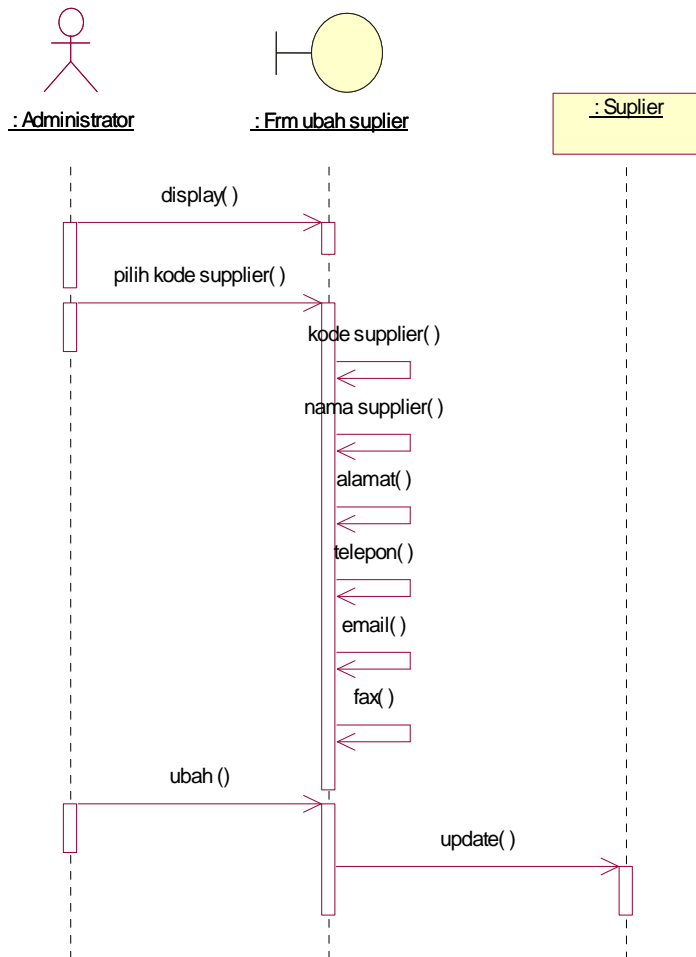 : Administrator
: Frm ubah suplier
: Suplier
display( )
pilih kode supplier( )
kode supplier( )
nama supplier( )
alamat( )
telepon( )
email( )
fax( )
ubah ()
update( )